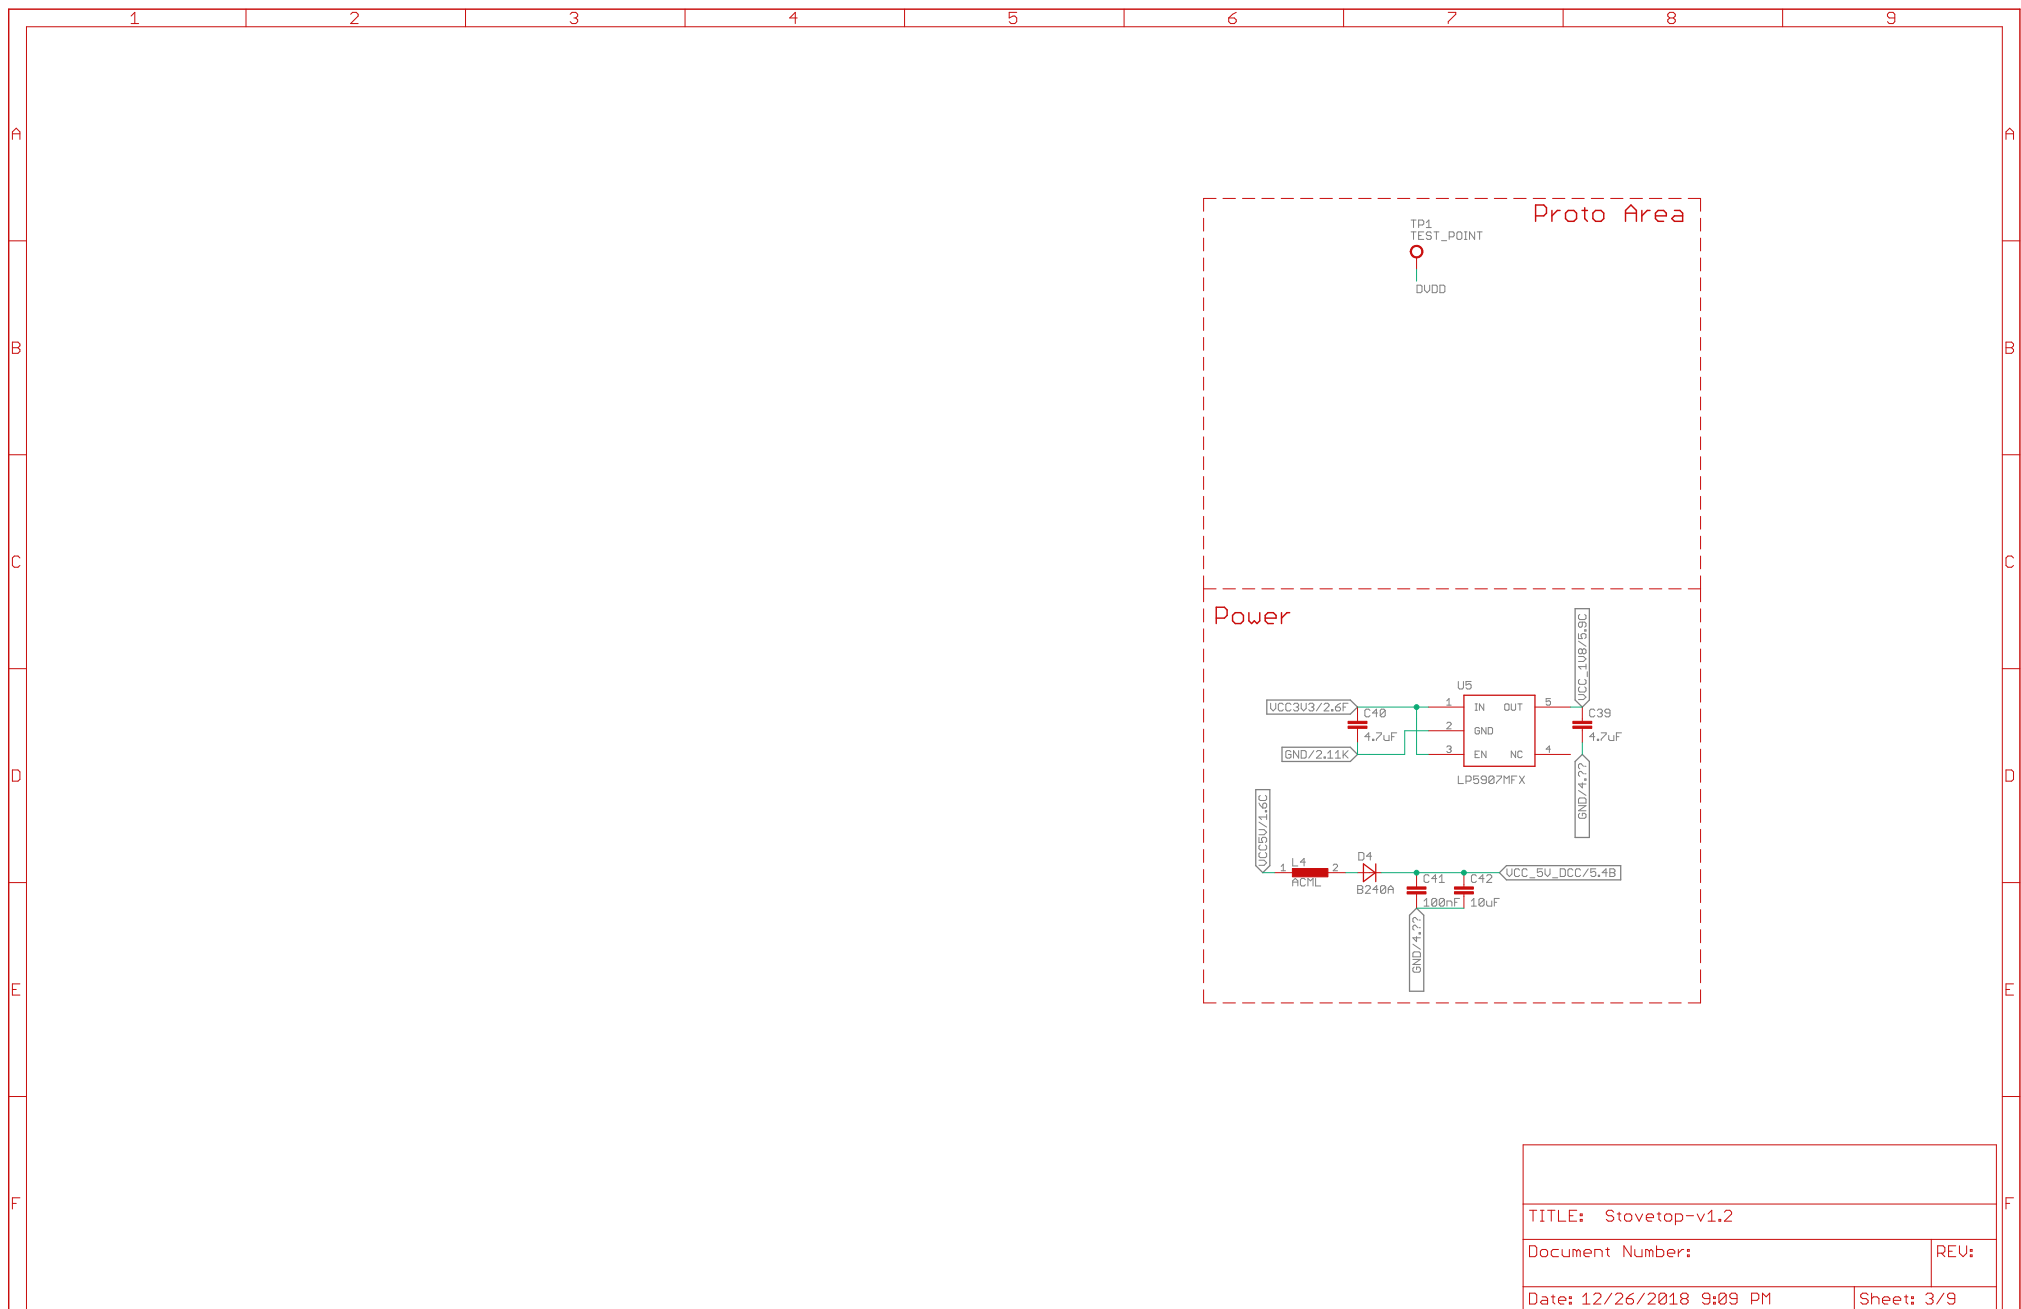 1 2 3 4 5 6 7 8 9
A A
Proto Area
TP1
TEST_POINT
DVDD
B B
C C
Power
VCC_1V8/5.9C
U5
VCC3V3/2.6F
1 IN OUT 5
C40
C39
2 GND
4.7uF
4.7uF
GND/2.11K
3 EN NC 4
LP5907MFX
GND/4.??
D D
VCC5V/1.6C
L4
1 2
ACML
D4
B240A
VCC_5V_DCC/5.4B
C41 C42
100nF 10uF
GND/4.??
E E
F F
TITLE: Stovetop-v1.2
Document Number:
REV:
Date: 12/26/2018 9:09 PM
Sheet: 3/9